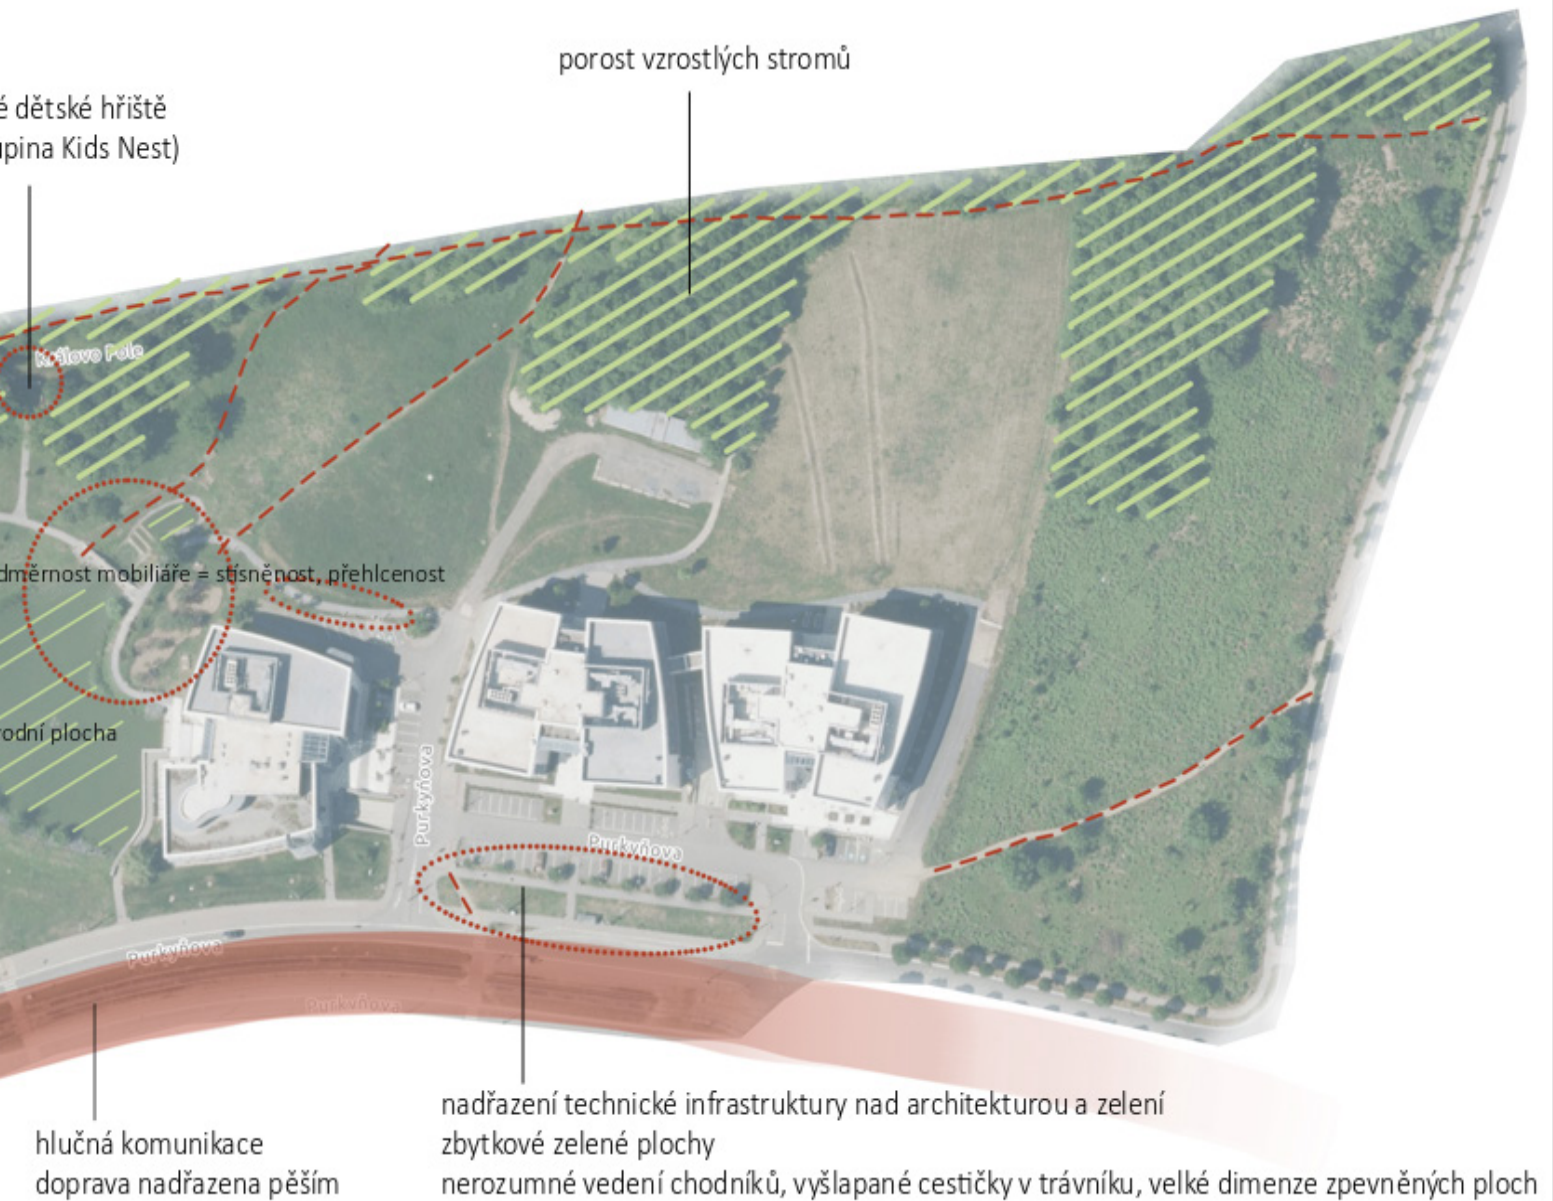 porost vzrostlých stromů
é dětské hřiště
upina Kids Nest)
Královo Pole
dměrnost mobiliáře = stísněnost, přehlcenost
rodní plocha
Purkyňova
Purkyňova
Purkyňova
Purkyňova
nadřazení technické infrastruktury nad architekturou a zelení
hlučná komunikace
zbytkové zelené plochy
doprava nadřazena pěším
nerozumné vedení chodníků, vyšlapané cestičky v trávníku, velké dimenze zpevněných ploch